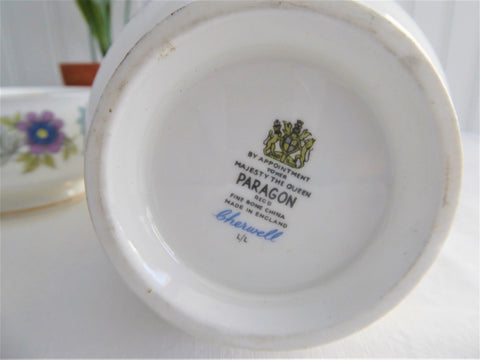 BY APPOINTMENT
TO HER
MAJESTY THE QUEEN
PARAGON
REG'D
FINE BONE CHINA
MADE IN ENGLAND
Cherwell
L/L